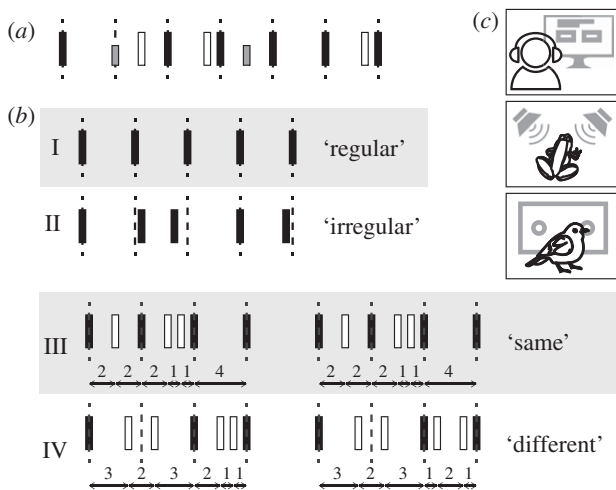 (a)
(c)
(b)
I
'regular'
II
'irregular'
III
2 2 2 1 1 4
2 2 2 1 1 4
'same'
IV
3 2 3 2 1 1
3 2 3 1 2 1
'different'